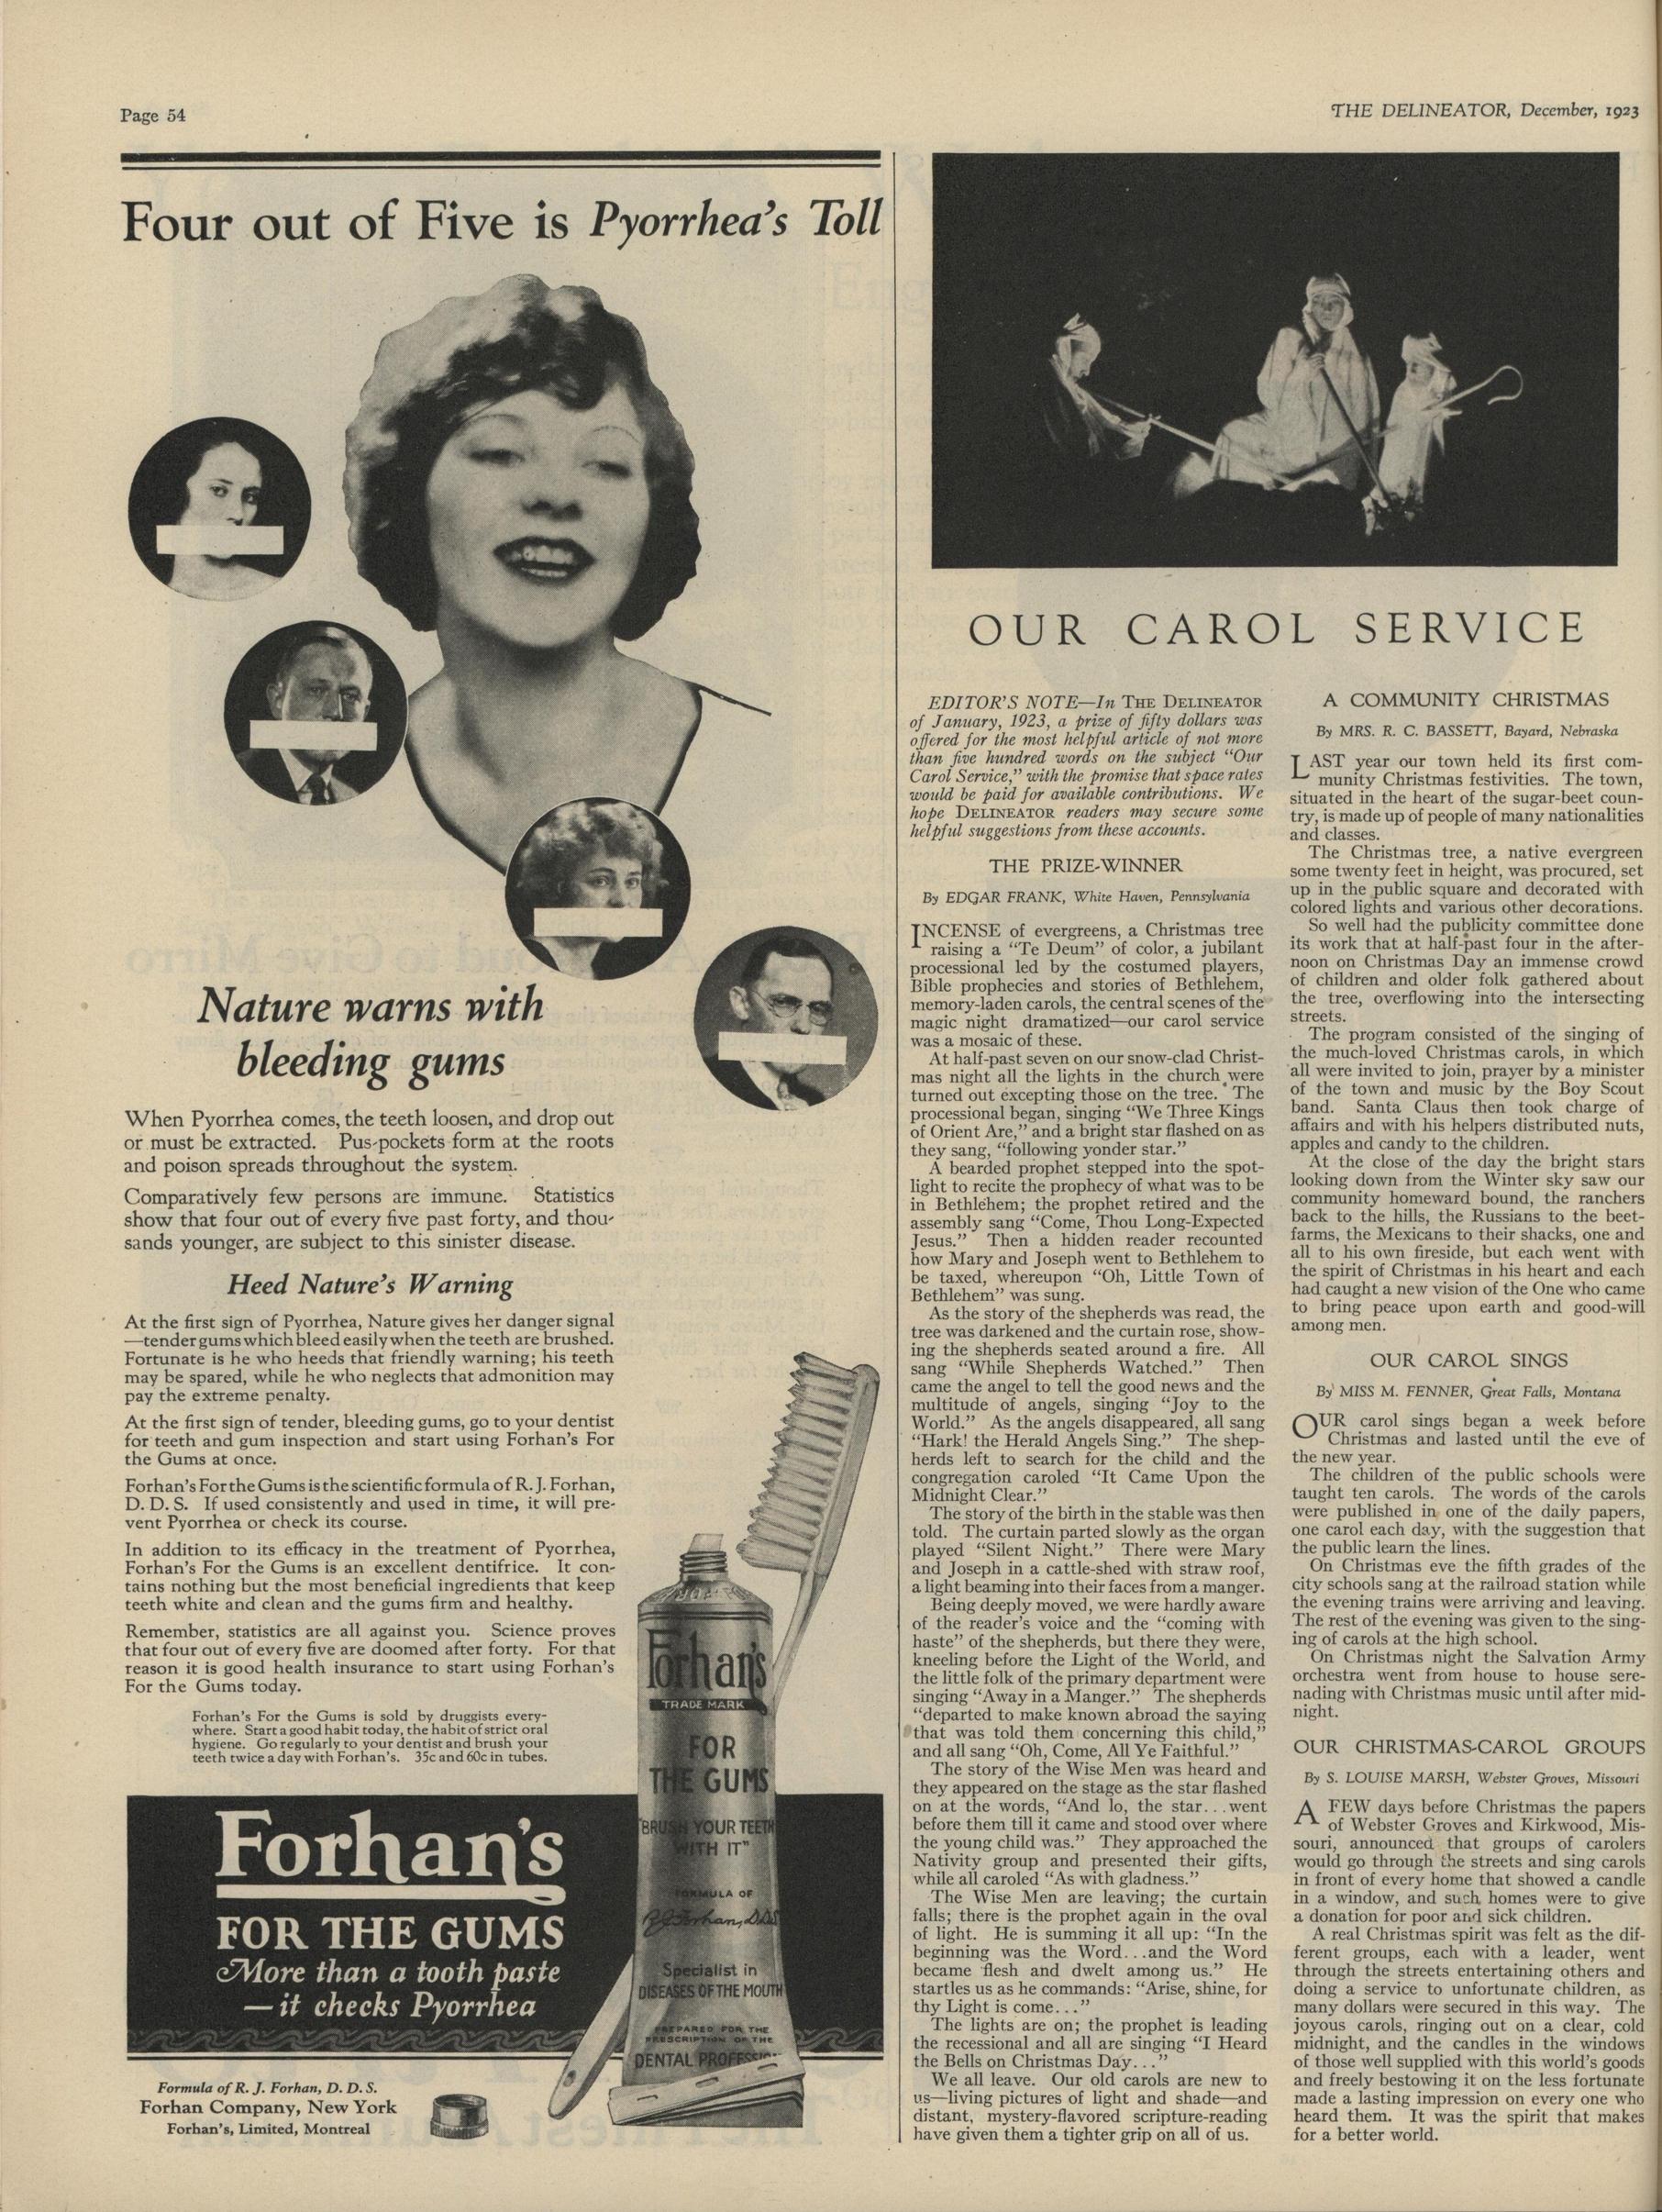 Page 54
THE DELINEATOR, December, 1923
Four out of Five is Pyorrhea's Toll
Nature warns with
bleeding gums
When Pyorrhea comes, the teeth loosen, and drop out
or must be extracted. Pus-pockets form at the roots
and poison spreads throughout the system.
Comparatively few persons are immune. Statistics
show that four out of every five past forty, and thou-
sands younger, are subject to this sinister disease.
Heed Nature's Warning
At the first sign of Pyorrhea, Nature gives her danger signal
—tender gums which bleed easily when the teeth are brushed.
Fortunate is he who heeds that friendly warning; his teeth
may be spared, while he who neglects that admonition may
pay the extreme penalty.
At the first sign of tender, bleeding gums, go to your dentist
for teeth and gum inspection and start using Forhan's For
the Gums at once.
Forhan's For the Gums is the scientific formula of R. J. Forhan,
D. D. S. If used consistently and used in time, it will pre-
vent Pyorrhea or check its course.
In addition to its efficacy in the treatment of Pyorrhea,
Forhan's For the Gums is an excellent dentifrice. It con-
tains nothing but the most beneficial ingredients that keep
teeth white and clean and the gums firm and healthy.
Remember, statistics are all against you. Science proves
that four out of every five are doomed after forty. For that
reason it is good health insurance to start using Forhan's
For the Gums today.
Forhan's For the Gums is sold by druggists every-
where. Start a good habit today, the habit of strict oral
hygiene. Go regularly to your dentist and brush your
teeth twice a day with Forhan's. 35c and 60c in tubes.
Forhan's
FOR THE GUMS
More than a tooth paste
— it checks Pyorrhea
Formula of R. J. Forhan, D. D. S.
Forhan Company, New York
Forhan's, Limited, Montreal
Forhan's
TRADE MARK
FOR
THE GUMS
"BRUSH YOUR TEETH
WITH IT"
FORMULA OF
R J Forhan, D.D.S
Specialist in
DISEASES OF THE MOUTH
PREPARED FOR THE
PRESCRIPTION OF THE
DENTAL PROFESSION
OUR CAROL SERVICE
EDITOR'S NOTE—In THE DELINEATOR
of January, 1923, a prize of fifty dollars was
offered for the most helpful article of not more
than five hundred words on the subject "Our
Carol Service," with the promise that space rates
would be paid for available contributions. We
hope DELINEATOR readers may secure some
helpful suggestions from these accounts.
THE PRIZE-WINNER
By EDGAR FRANK, White Haven, Pennsylvania
INCENSE of evergreens, a Christmas tree
raising a "Te Deum" of color, a jubilant
processional led by the costumed players,
Bible prophecies and stories of Bethlehem,
memory-laden carols, the central scenes of the
magic night dramatized—our carol service
was a mosaic of these.
At half-past seven on our snow-clad Christ-
mas night all the lights in the church were
turned out excepting those on the tree. The
processional began, singing "We Three Kings
of Orient Are," and a bright star flashed on as
they sang, "following yonder star."
A bearded prophet stepped into the spot-
light to recite the prophecy of what was to be
in Bethlehem; the prophet retired and the
assembly sang "Come, Thou Long-Expected
Jesus." Then a hidden reader recounted
how Mary and Joseph went to Bethlehem to
be taxed, whereupon "Oh, Little Town of
Bethlehem" was sung.
As the story of the shepherds was read, the
tree was darkened and the curtain rose, show-
ing the shepherds seated around a fire. All
sang "While Shepherds Watched." Then
came the angel to tell the good news and the
multitude of angels, singing "Joy to the
World." As the angels disappeared, all sang
"Hark! the Herald Angels Sing." The shep-
herds left to search for the child and the
congregation caroled "It Came Upon the
Midnight Clear."
The story of the birth in the stable was then
told. The curtain parted slowly as the organ
played "Silent Night." There were Mary
and Joseph in a cattle-shed with straw roof,
a light beaming into their faces from a manger.
Being deeply moved, we were hardly aware
of the reader's voice and the "coming with
haste" of the shepherds, but there they were,
kneeling before the Light of the World, and
the little folk of the primary department were
singing "Away in a Manger." The shepherds
"departed to make known abroad the saying
that was told them concerning this child,"
and all sang "Oh, Come, All Ye Faithful."
The story of the Wise Men was heard and
they appeared on the stage as the star flashed
on at the words, "And lo, the star...went
before them till it came and stood over where
the young child was." They approached the
Nativity group and presented their gifts,
while all caroled "As with gladness."
The Wise Men are leaving; the curtain
falls; there is the prophet again in the oval
of light. He is summing it all up: "In the
beginning was the Word...and the Word
became flesh and dwelt among us." He
startles us as he commands: "Arise, shine, for
thy Light is come..."
The lights are on; the prophet is leading
the recessional and all are singing "I Heard
the Bells on Christmas Day..."
We all leave. Our old carols are new to
us—living pictures of light and shade—and
distant, mystery-flavored scripture-reading
have given them a tighter grip on all of us.
A COMMUNITY CHRISTMAS
By MRS. R. C. BASSETT, Bayard, Nebraska
LAST year our town held its first com-
munity Christmas festivities. The town,
situated in the heart of the sugar-beet coun-
try, is made up of people of many nationalities
and classes.
The Christmas tree, a native evergreen
some twenty feet in height, was procured, set
up in the public square and decorated with
colored lights and various other decorations.
So well had the publicity committee done
its work that at half-past four in the after-
noon on Christmas Day an immense crowd
of children and older folk gathered about
the tree, overflowing into the intersecting
streets.
The program consisted of the singing of
the much-loved Christmas carols, in which
all were invited to join, prayer by a minister
of the town and music by the Boy Scout
band. Santa Claus then took charge of
affairs and with his helpers distributed nuts,
apples and candy to the children.
At the close of the day the bright stars
looking down from the Winter sky saw our
community homeward bound, the ranchers
back to the hills, the Russians to the beet-
farms, the Mexicans to their shacks, one and
all to his own fireside, but each went with
the spirit of Christmas in his heart and each
had caught a new vision of the One who came
to bring peace upon earth and good-will
among men.
OUR CAROL SINGS
By MISS M. FENNER, Great Falls, Montana
OUR carol sings began a week before
Christmas and lasted until the eve of
the new year.
The children of the public schools were
taught ten carols. The words of the carols
were published in one of the daily papers,
one carol each day, with the suggestion that
the public learn the lines.
On Christmas eve the fifth grades of the
city schools sang at the railroad station while
the evening trains were arriving and leaving.
The rest of the evening was given to the sing-
ing of carols at the high school.
On Christmas night the Salvation Army
orchestra went from house to house sere-
nading with Christmas music until after mid-
night.
OUR CHRISTMAS-CAROL GROUPS
By S. LOUISE MARSH, Webster Groves, Missouri
A FEW days before Christmas the papers
of Webster Groves and Kirkwood, Mis-
souri, announced that groups of carolers
would go through the streets and sing carols
in front of every home that showed a candle
in a window, and such homes were to give
a donation for poor and sick children.
A real Christmas spirit was felt as the dif-
ferent groups, each with a leader, went
through the streets entertaining others and
doing a service to unfortunate children, as
many dollars were secured in this way. The
joyous carols, ringing out on a clear, cold
midnight, and the candles in the windows
of those well supplied with this world's goods
and freely bestowing it on the less fortunate
made a lasting impression on every one who
heard them. It was the spirit that makes
for a better world.